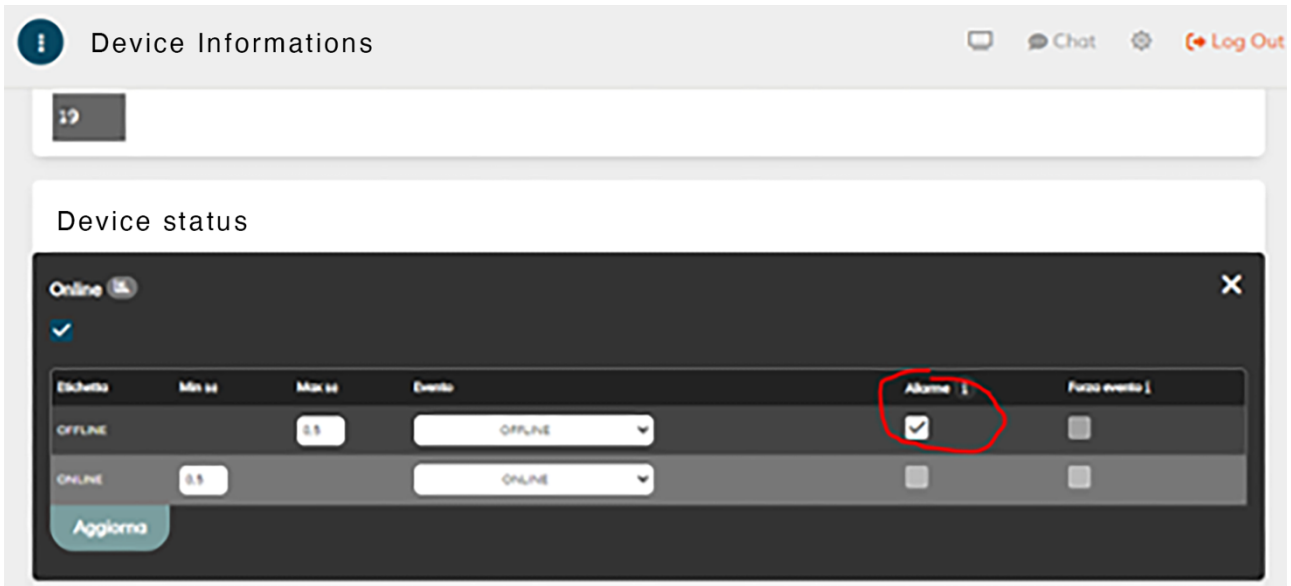 Device Informations
Chat
Log Out
19
Device status
Online
Etichetta Min se Max se Evento Allarme i Forza evento i
OFFLINE 0.5 OFFLINE
ONLINE 0.5 ONLINE
Aggiorna